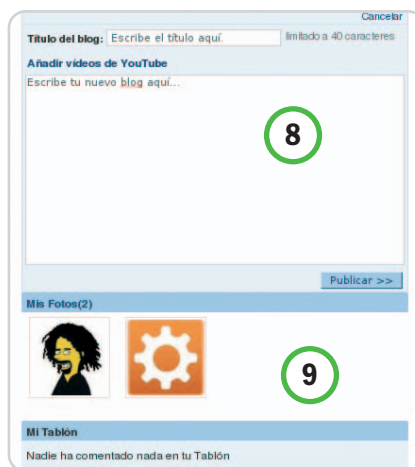 Cancelar
Título del blog: Escribe el título aquí. limitado a 40 caracteres
Añadir vídeos de YouTube
Escribe tu nuevo blog aquí...
8
Publicar >>
Mis Fotos(2)
9
Mi Tablón
Nadie ha comentado nada en tu Tablón